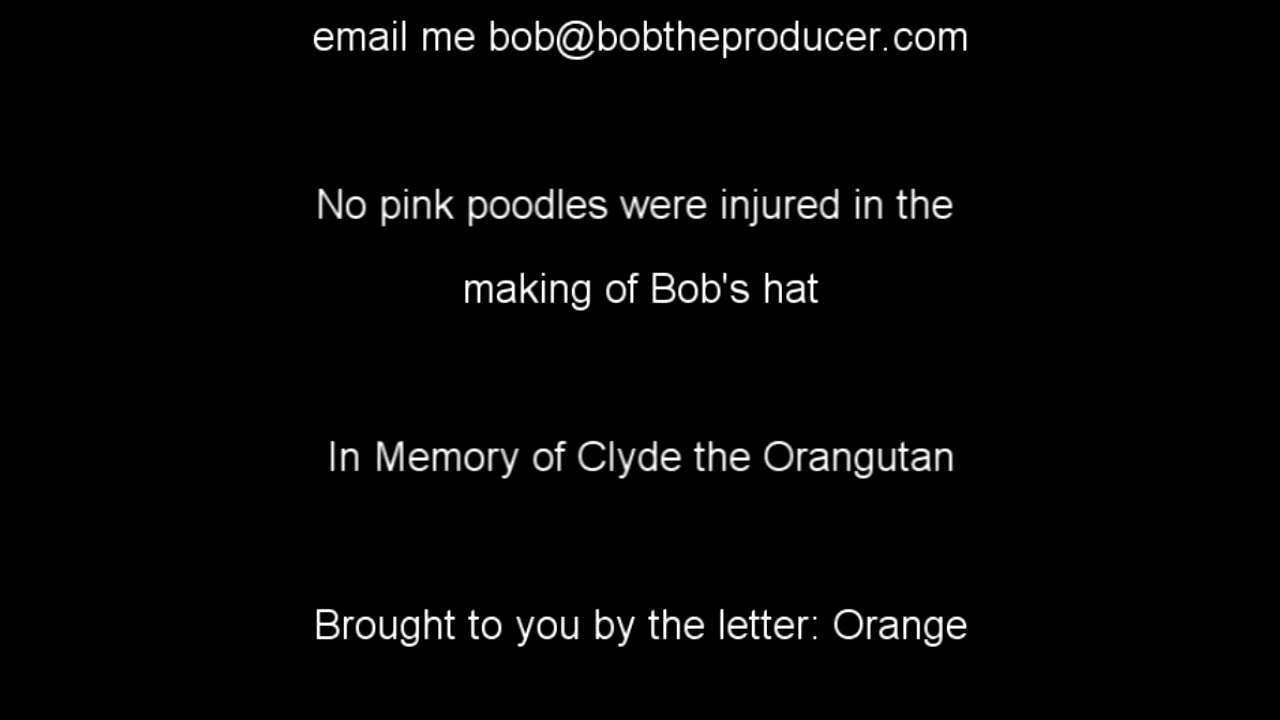 email me bob@bobtheproducer.com
No pink poodles were injured in the
making of Bob's hat
In Memory of Clyde the Orangutan
Brought to you by the letter: Orange